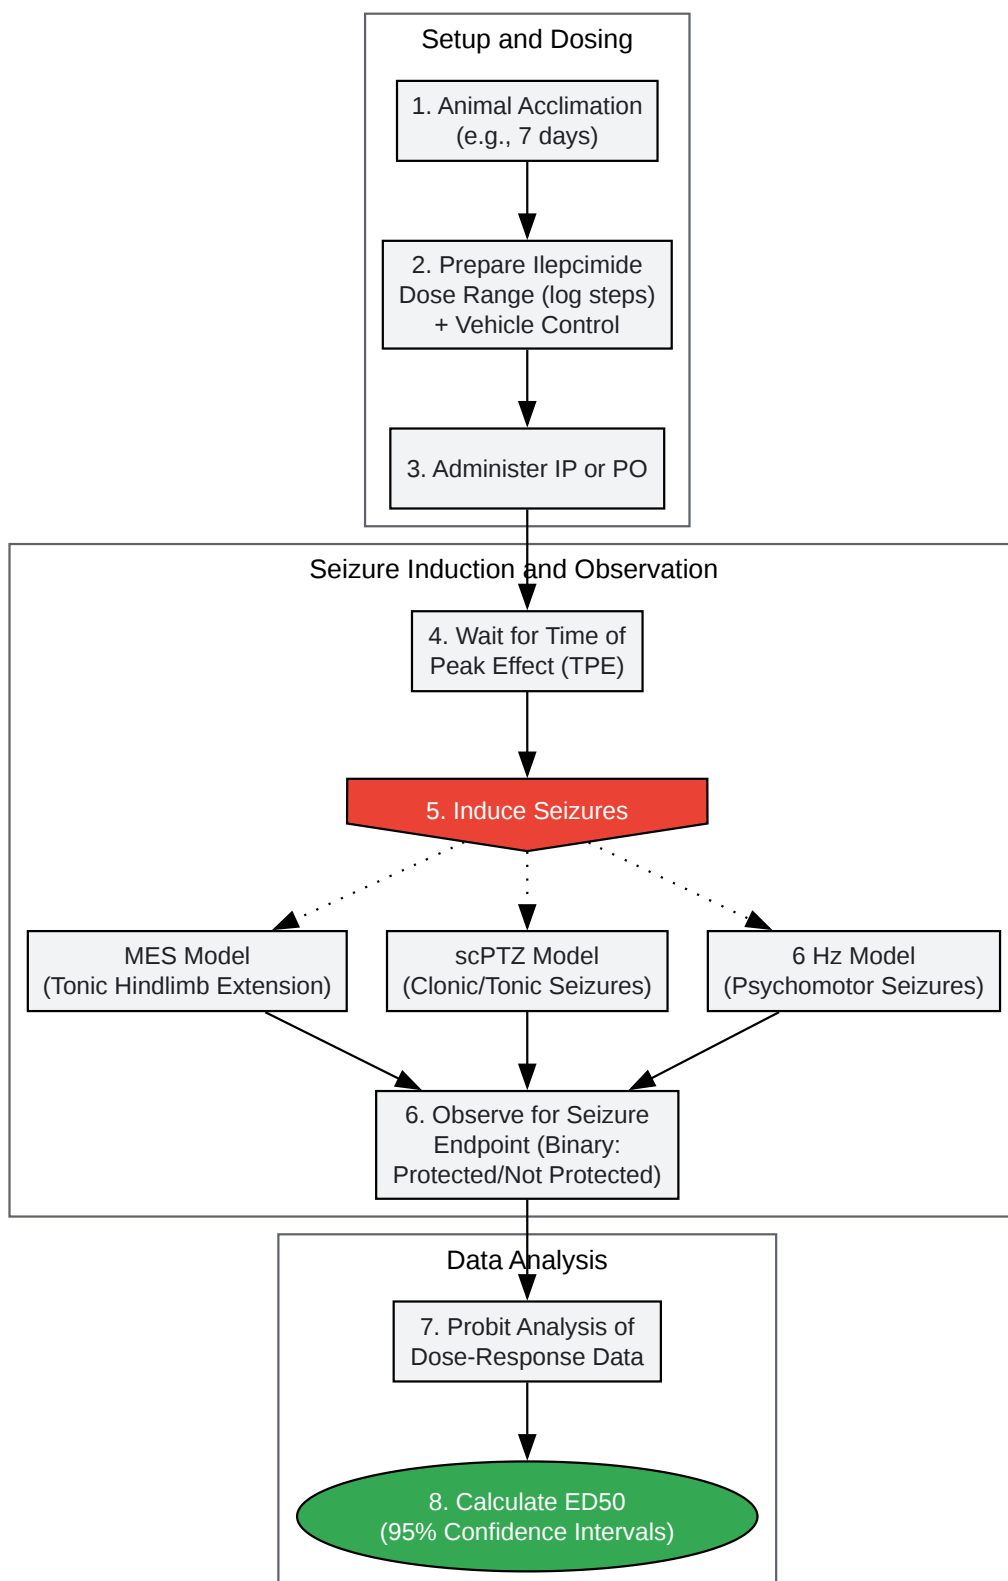 Setup and Dosing
1. Animal Acclimation
(e.g., 7 days)
2. Prepare Ilepcimide
Dose Range (log steps)
+ Vehicle Control
3. Administer IP or PO
Seizure Induction and Observation
4. Wait for Time of
Peak Effect (TPE)
5. Induce Seizures
MES Model
(Tonic Hindlimb Extension)
scPTZ Model
(Clonic/Tonic Seizures)
6 Hz Model
(Psychomotor Seizures)
6. Observe for Seizure
Endpoint (Binary:
Protected/Not Protected)
Data Analysis
7. Probit Analysis of
Dose-Response Data
8. Calculate ED50
(95% Confidence Intervals)